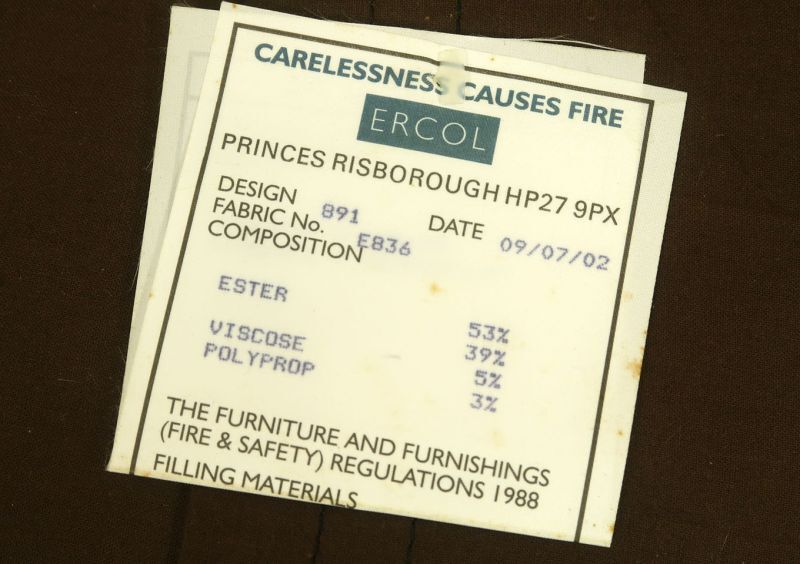 CARELESSNESS CAUSES FIRE
ERCOL
PRINCES RISBOROUGH HP27 9PX
DESIGN 891 DATE 09/07/02
FABRIC No. E836
COMPOSITION
ESTER 53%
39%
VISCOSE 5%
POLYPROP 3%
THE FURNITURE AND FURNISHINGS
(FIRE & SAFETY) REGULATIONS 1988
FILLING MATERIALS